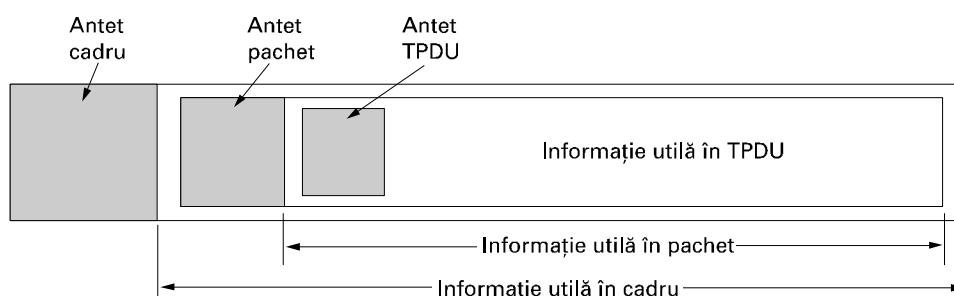 Antet
cadru
Antet
pachet
Antet
TPDU
Informație utilă în TPDU
Informație utilă în pachet
Informație utilă în cadru